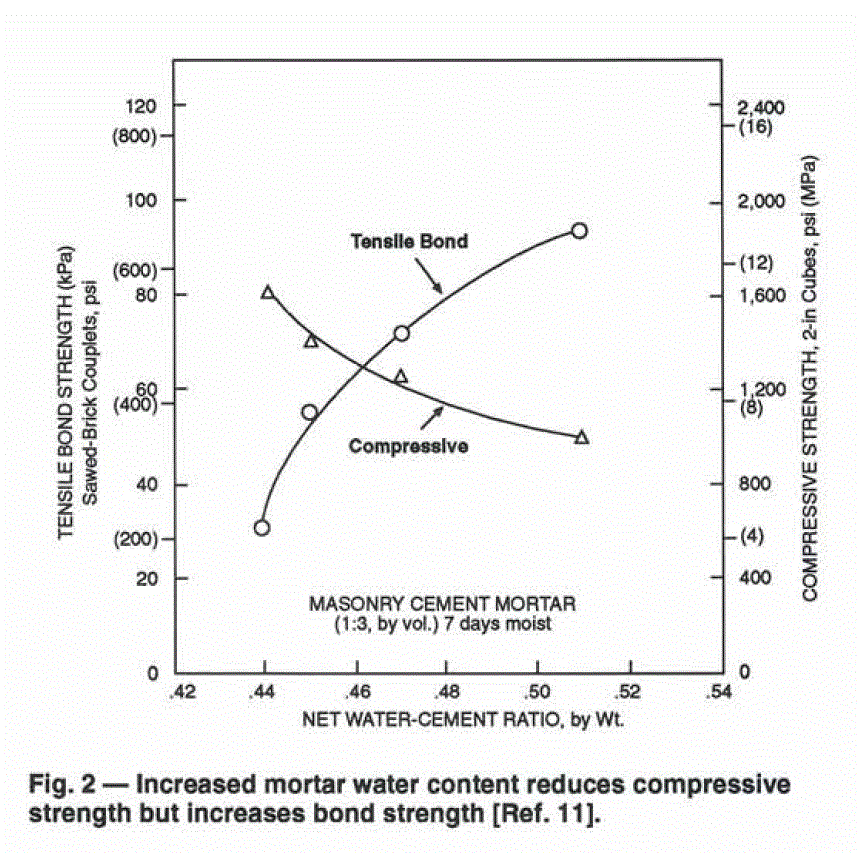 120
(800)
100
(600)
80
60
(400)
40
(200)
20
0
TENSILE BOND STRENGTH (kPa)
Sawed-Brick Couplets, psi
2,400
(16)
2,000
(12)
1,600
1,200
(8)
800
(4)
400
0
COMPRESSIVE STRENGTH, 2-in Cubes, psi (MPa)
Tensile Bond
Compressive
MASONRY CEMENT MORTAR
(1:3, by vol.) 7 days moist
.42 .44 .46 .48 .50 .52 .54
NET WATER-CEMENT RATIO, by Wt.
Fig. 2 — Increased mortar water content reduces compressive
strength but increases bond strength [Ref. 11].